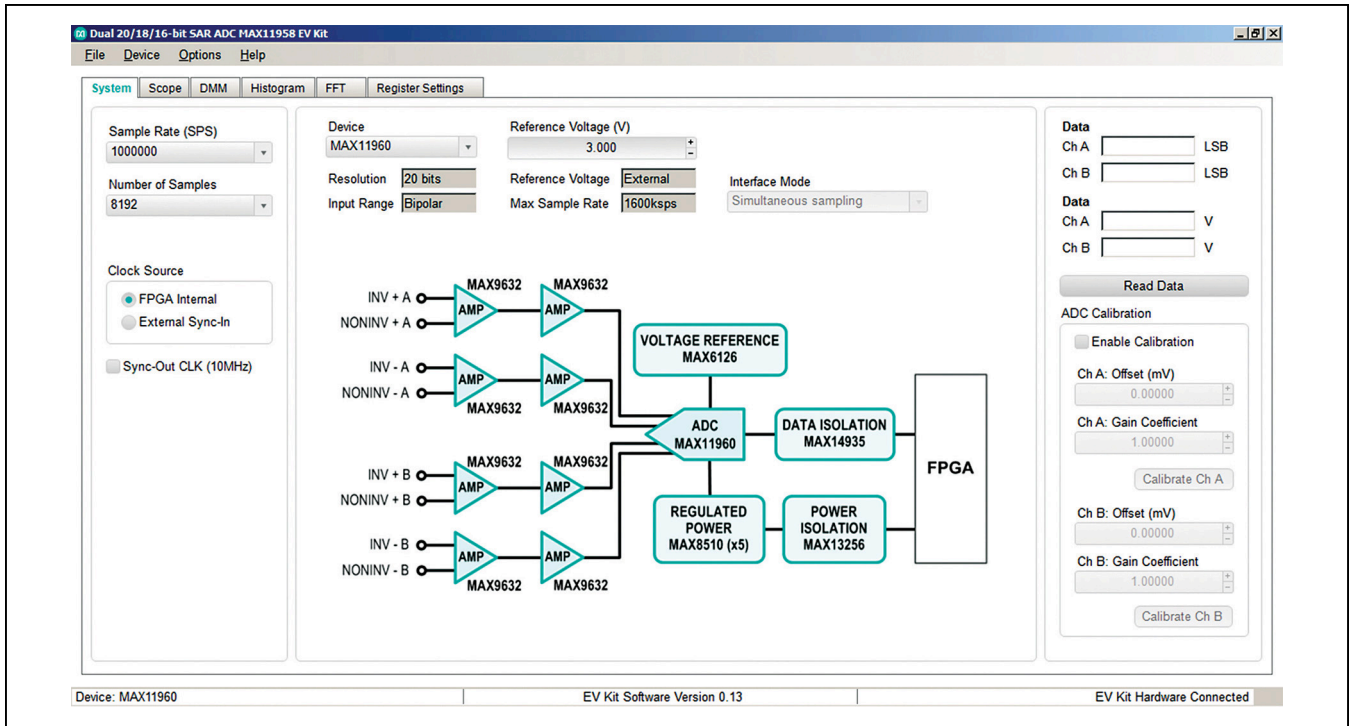 Dual 20/18/16-bit SAR ADC MAX11958 EV Kit
File Device Options Help
System Scope DMM Histogram FFT Register Settings
Sample Rate (SPS)
1000000
Number of Samples
8192
Clock Source
FPGA Internal
External Sync-In
Sync-Out CLK (10MHz)
Device
MAX11960
Reference Voltage (V)
3.000
Resolution 20 bits
Reference Voltage External
Input Range Bipolar
Max Sample Rate 1600ksps
Interface Mode
Simultaneous sampling
INV + A
NONINV + A
MAX9632
MAX9632
AMP
AMP
INV - A
NONINV - A
AMP
AMP
MAX9632
MAX9632
INV + B
NONINV + B
MAX9632
MAX9632
AMP
AMP
INV - B
NONINV - B
AMP
AMP
MAX9632
MAX9632
VOLTAGE REFERENCE
MAX6126
ADC
MAX11960
DATA ISOLATION
MAX14935
REGULATED
POWER
MAX8510 (x5)
POWER
ISOLATION
MAX13256
FPGA
Data
Ch A LSB
Ch B LSB
Data
Ch A V
Ch B V
Read Data
ADC Calibration
Enable Calibration
Ch A: Offset (mV)
0.00000
Ch A: Gain Coefficient
1.00000
Calibrate Ch A
Ch B: Offset (mV)
0.00000
Ch B: Gain Coefficient
1.00000
Calibrate Ch B
Device: MAX11960
EV Kit Software Version 0.13
EV Kit Hardware Connected